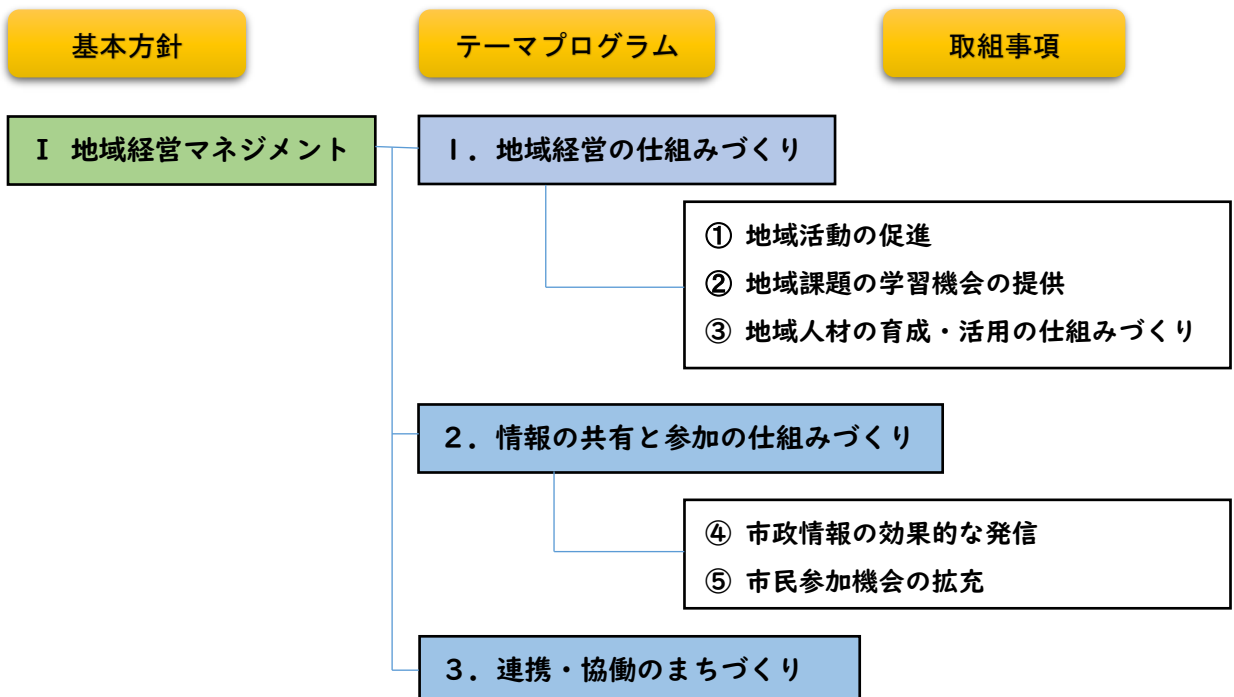 基本方針
テーマプログラム
取組事項
Ⅰ 地域経営マネジメント
１．地域経営の仕組みづくり
① 地域活動の促進
② 地域課題の学習機会の提供
③ 地域人材の育成・活用の仕組みづくり
２．情報の共有と参加の仕組みづくり
④ 市政情報の効果的な発信
⑤ 市民参加機会の拡充
３．連携・協働のまちづくり